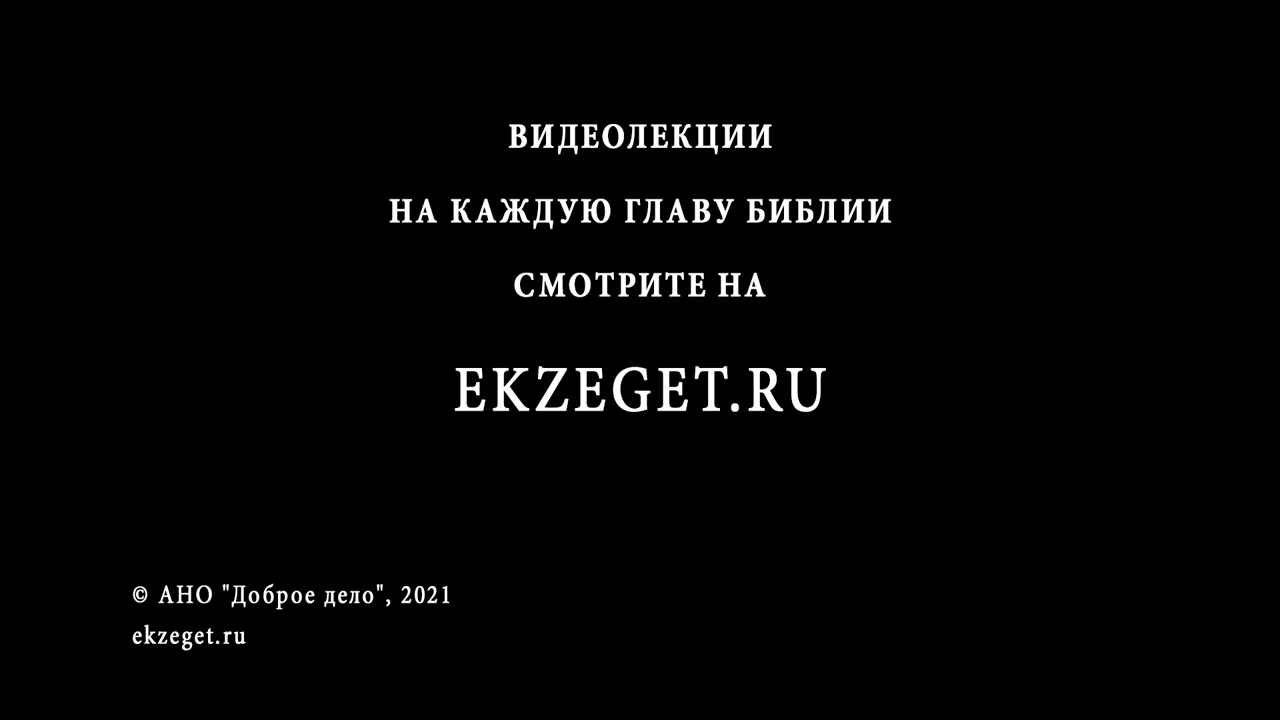 ВИДЕОЛЕКЦИИ
НА КАЖДУЮ ГЛАВУ БИБЛИИ
СМОТРИТЕ НА
EKZEGET.RU
© АНО "Доброе дело", 2021
ekzeget.ru